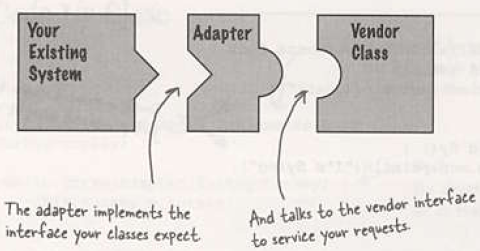 Your
Existing
System
Adapter
Vendor
Class
The adapter implements the
interface your classes expect.
And talks to the vendor interface
to service your requests.